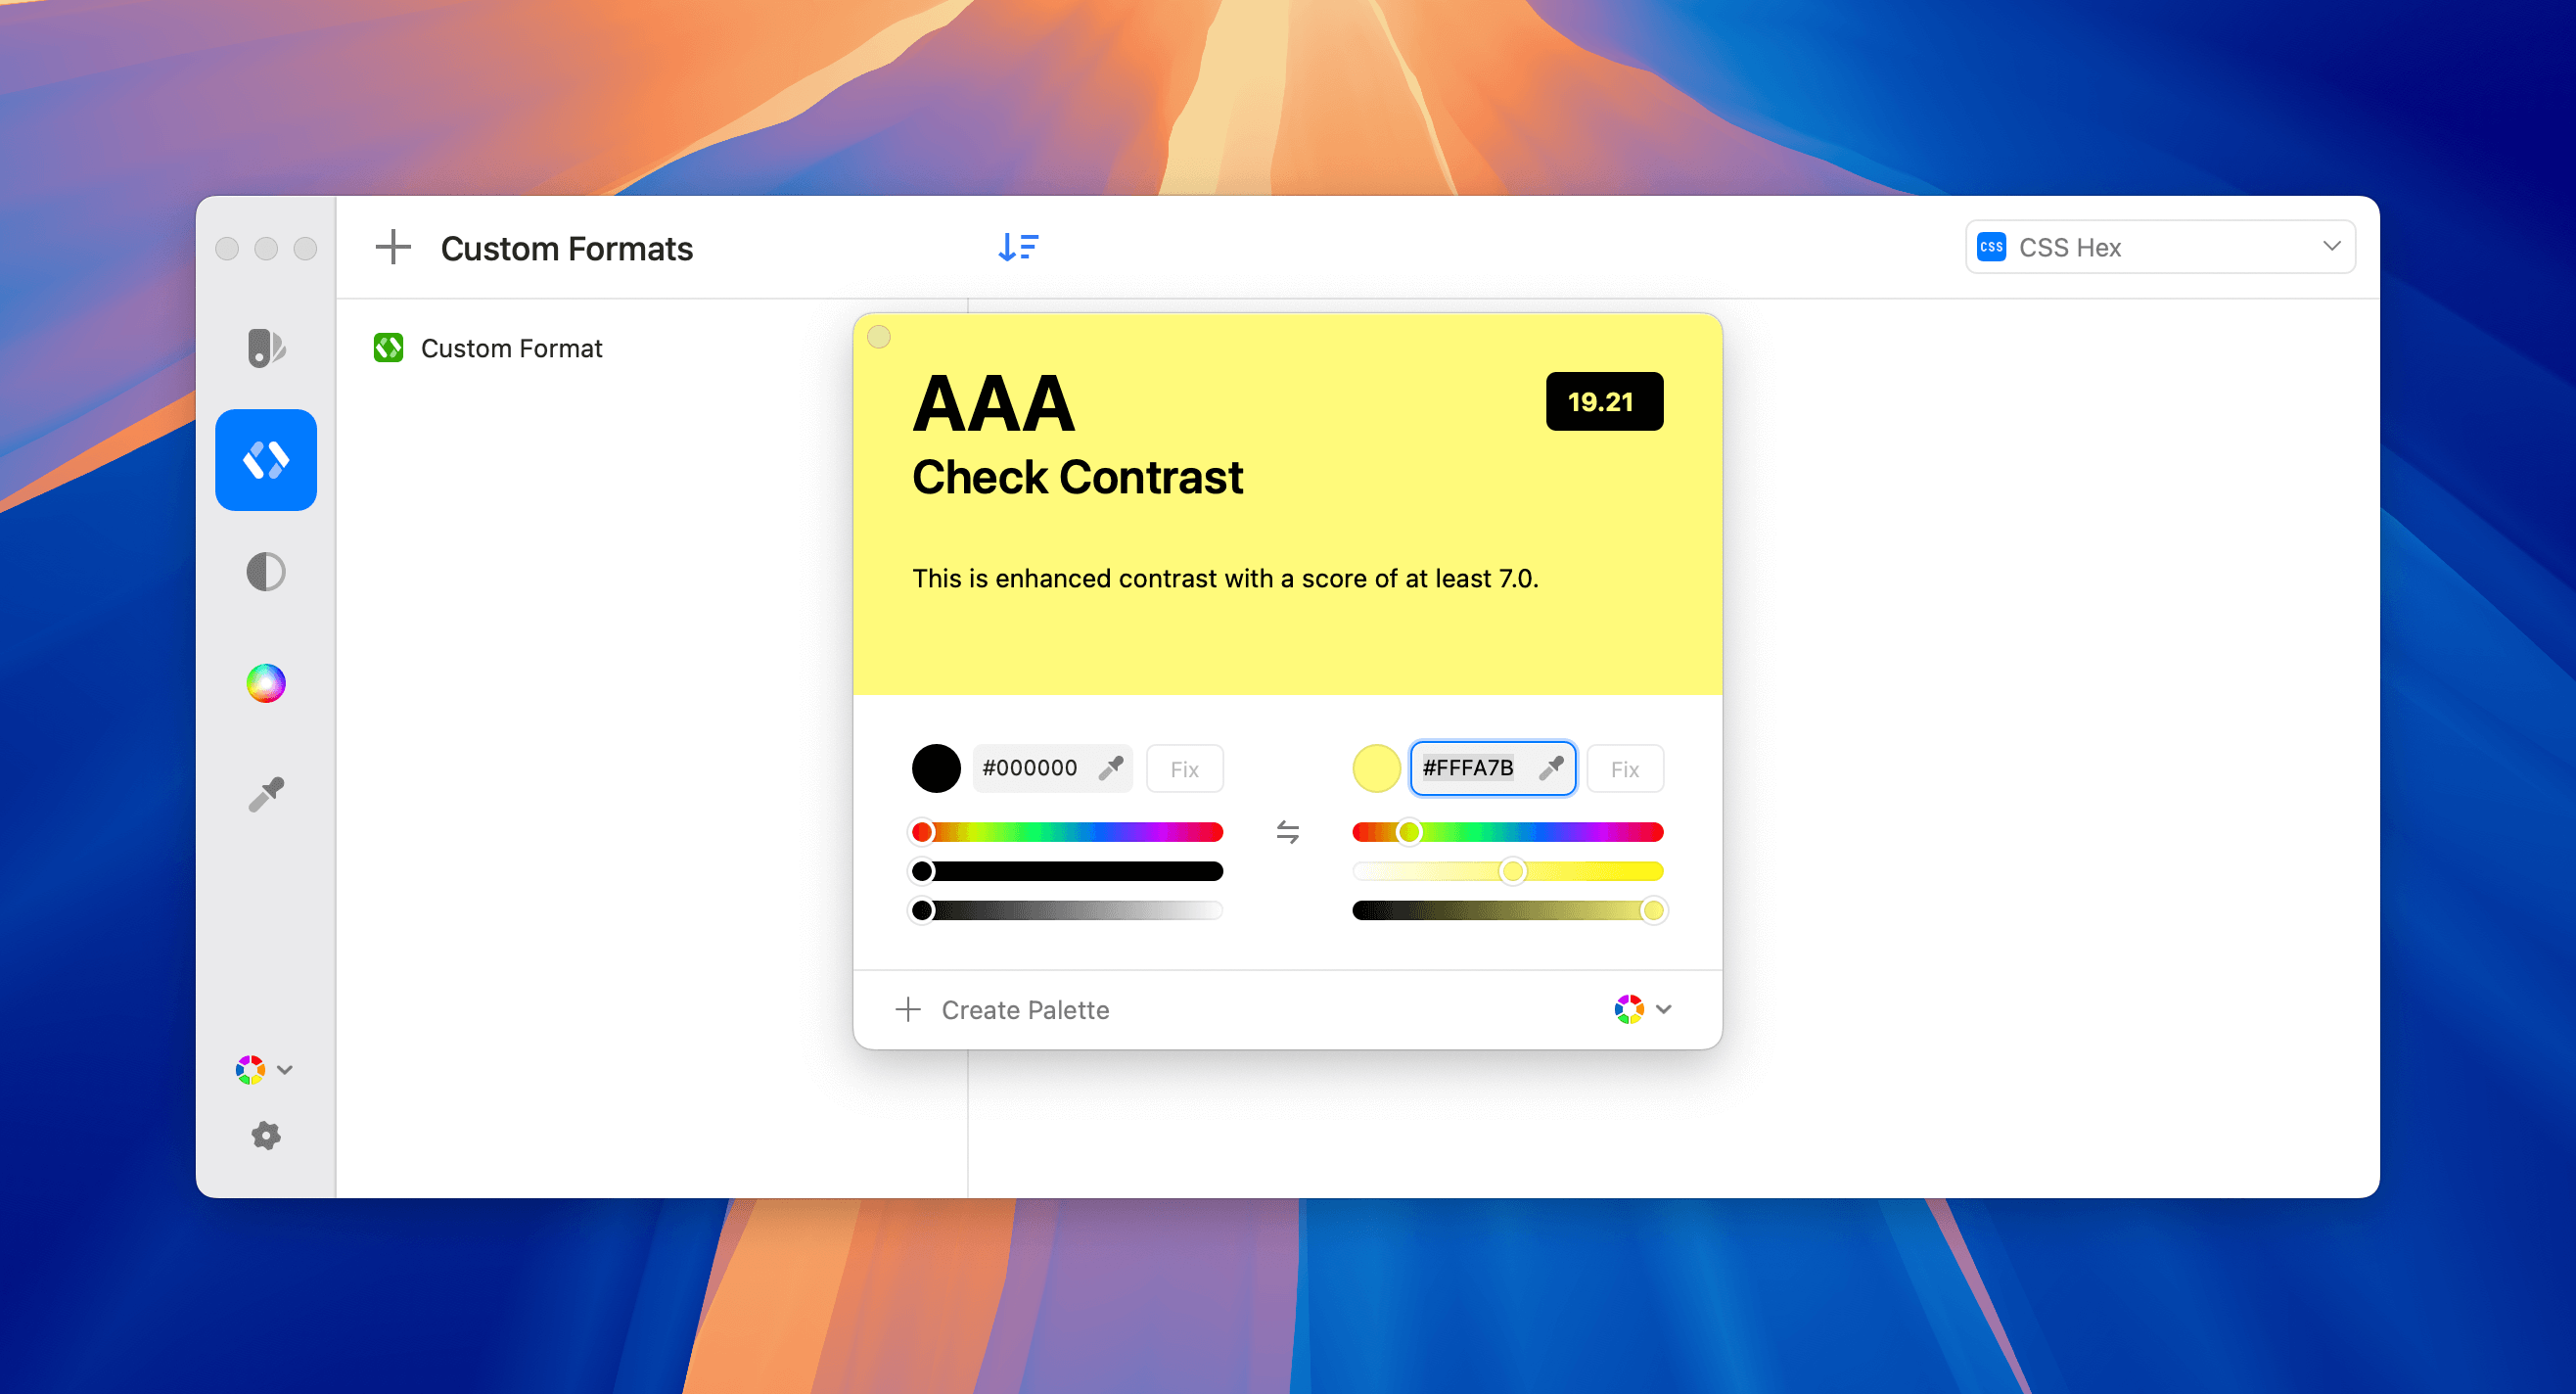 Custom Formats
CSS CSS Hex
Custom Format
AAA
19.21
Check Contrast
This is enhanced contrast with a score of at least 7.0.
#000000 Fix
#FFFA7B Fix
Create Palette